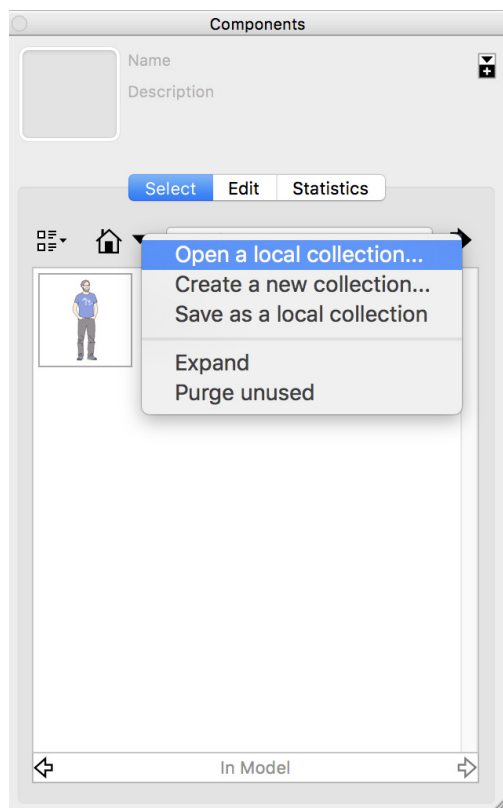 Components
Name
Description
Select Edit Statistics
Open a local collection...
Create a new collection...
Save as a local collection
Expand
Purge unused
In Model